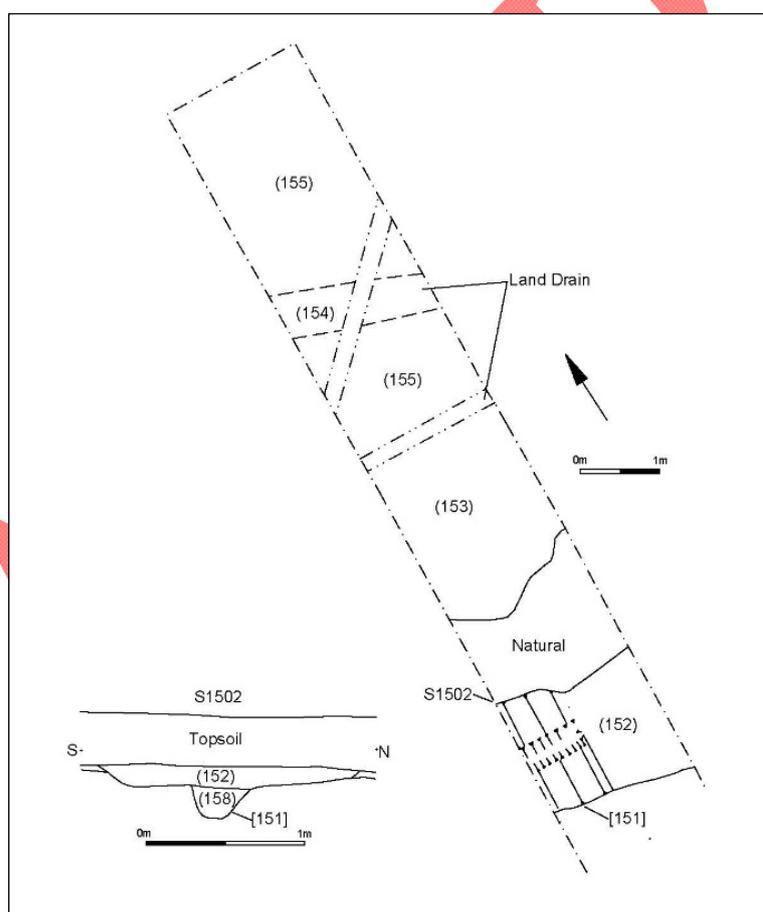 (155)
Land Drain
(154)
(155)
0m 1m
(153)
Natural
S1502
S1502
(152)
Topsoil
S- -N
(152)
(158)
[151]
[151]
0m 1m